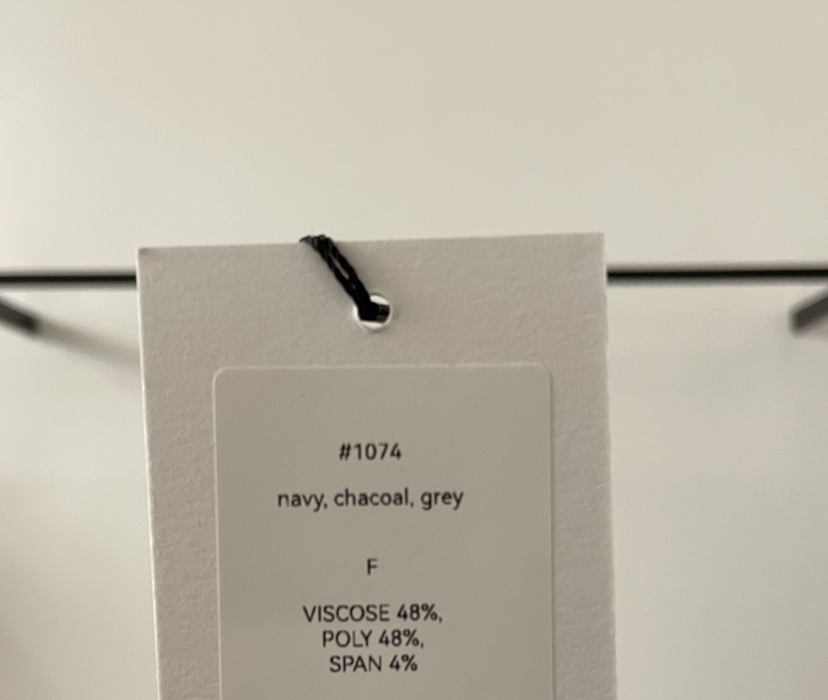 #1074
navy, chacoal, grey
F
VISCOSE 48%,
POLY 48%,
SPAN 4%